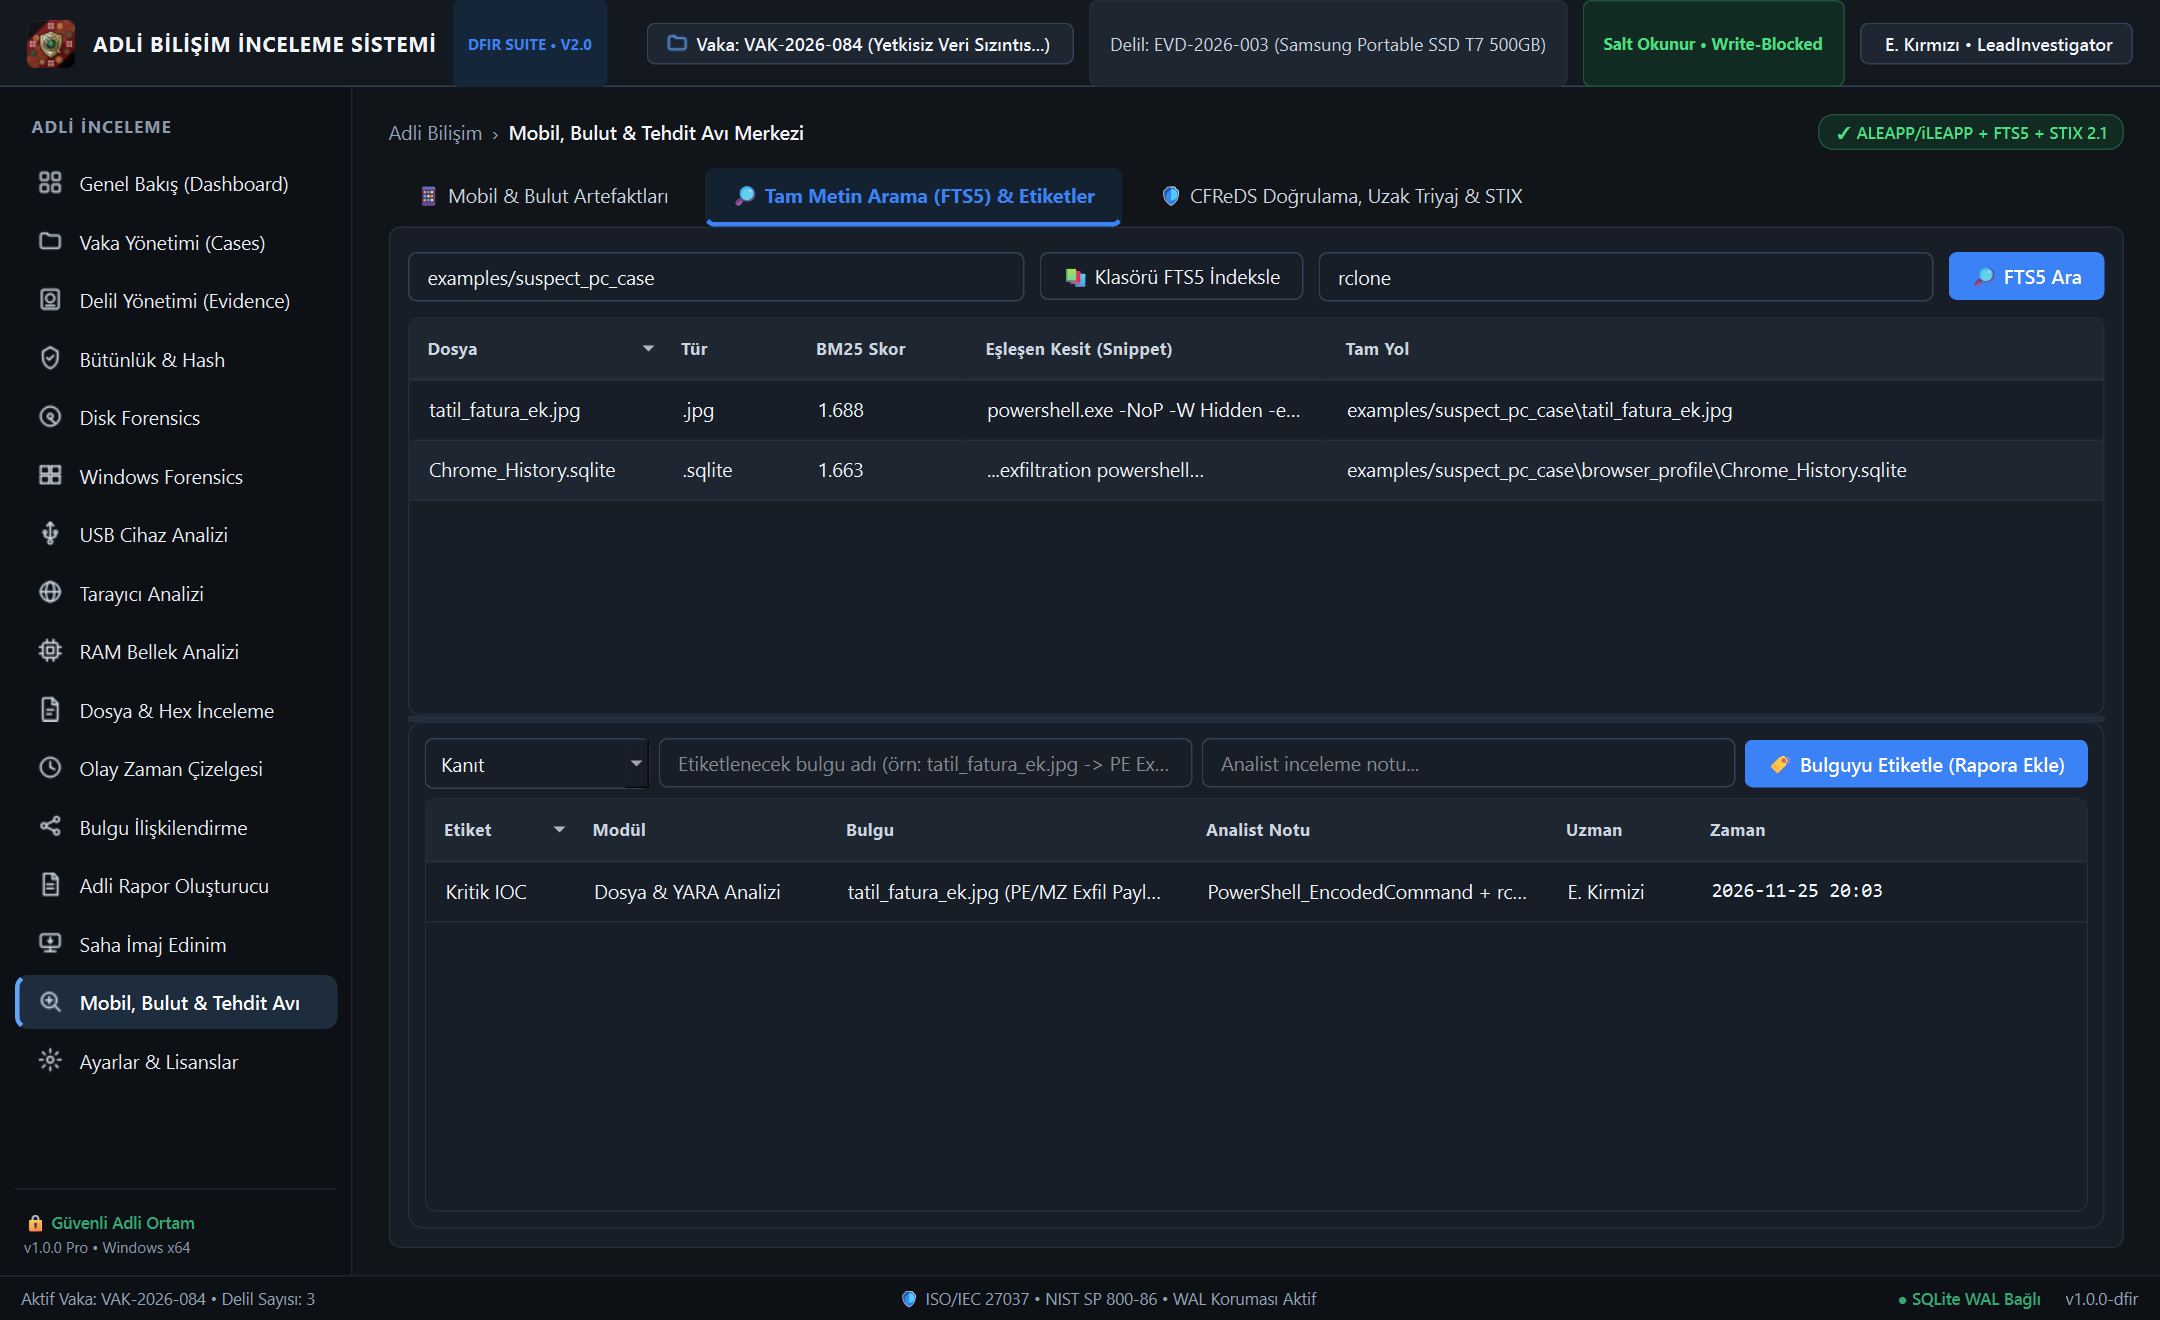 ADLİ BİLİŞİM İNCELEME SİSTEMİ
DFIR SUITE • V2.0
Vaka: VAK-2026-084 (Yetkisiz Veri Sızıntıs...)
Delil: EVD-2026-003 (Samsung Portable SSD T7 500GB)
Salt Okunur • Write-Blocked
E. Kırmızı • LeadInvestigator
ADLİ İNCELEME
Genel Bakış (Dashboard)
Vaka Yönetimi (Cases)
Delil Yönetimi (Evidence)
Bütünlük & Hash
Disk Forensics
Windows Forensics
USB Cihaz Analizi
Tarayıcı Analizi
RAM Bellek Analizi
Dosya & Hex İnceleme
Olay Zaman Çizelgesi
Bulgu İlişkilendirme
Adli Rapor Oluşturucu
Saha İmaj Edinim
Mobil, Bulut & Tehdit Avı
Ayarlar & Lisanslar
Güvenli Adli Ortam
v1.0.0 Pro • Windows x64
Adli Bilişim › Mobil, Bulut & Tehdit Avı Merkezi
✓ ALEAPP/iLEAPP + FTS5 + STIX 2.1
Mobil & Bulut Artefaktları
Tam Metin Arama (FTS5) & Etiketler
CFReDS Doğrulama, Uzak Triyaj & STIX
examples/suspect_pc_case
Klasörü FTS5 İndeksle
rclone
FTS5 Ara
Dosya Tür BM25 Skor Eşleşen Kesit (Snippet) Tam Yol
tatil_fatura_ek.jpg .jpg 1.688 powershell.exe -NoP -W Hidden -e... examples/suspect_pc_case\tatil_fatura_ek.jpg
Chrome_History.sqlite .sqlite 1.663 ...exfiltration powershell... examples/suspect_pc_case\browser_profile\Chrome_History.sqlite
Kanıt
Etiketlenecek bulgu adı (örn: tatil_fatura_ek.jpg -> PE Ex...
Analist inceleme notu...
Bulguyu Etiketle (Rapora Ekle)
Etiket Modül Bulgu Analist Notu Uzman Zaman
Kritik IOC Dosya & YARA Analizi tatil_fatura_ek.jpg (PE/MZ Exfil Payl... PowerShell_EncodedCommand + rc... E. Kirmizi 2026-11-25 20:03
Aktif Vaka: VAK-2026-084 • Delil Sayısı: 3
ISO/IEC 27037 • NIST SP 800-86 • WAL Koruması Aktif
● SQLite WAL Bağlı
v1.0.0-dfir